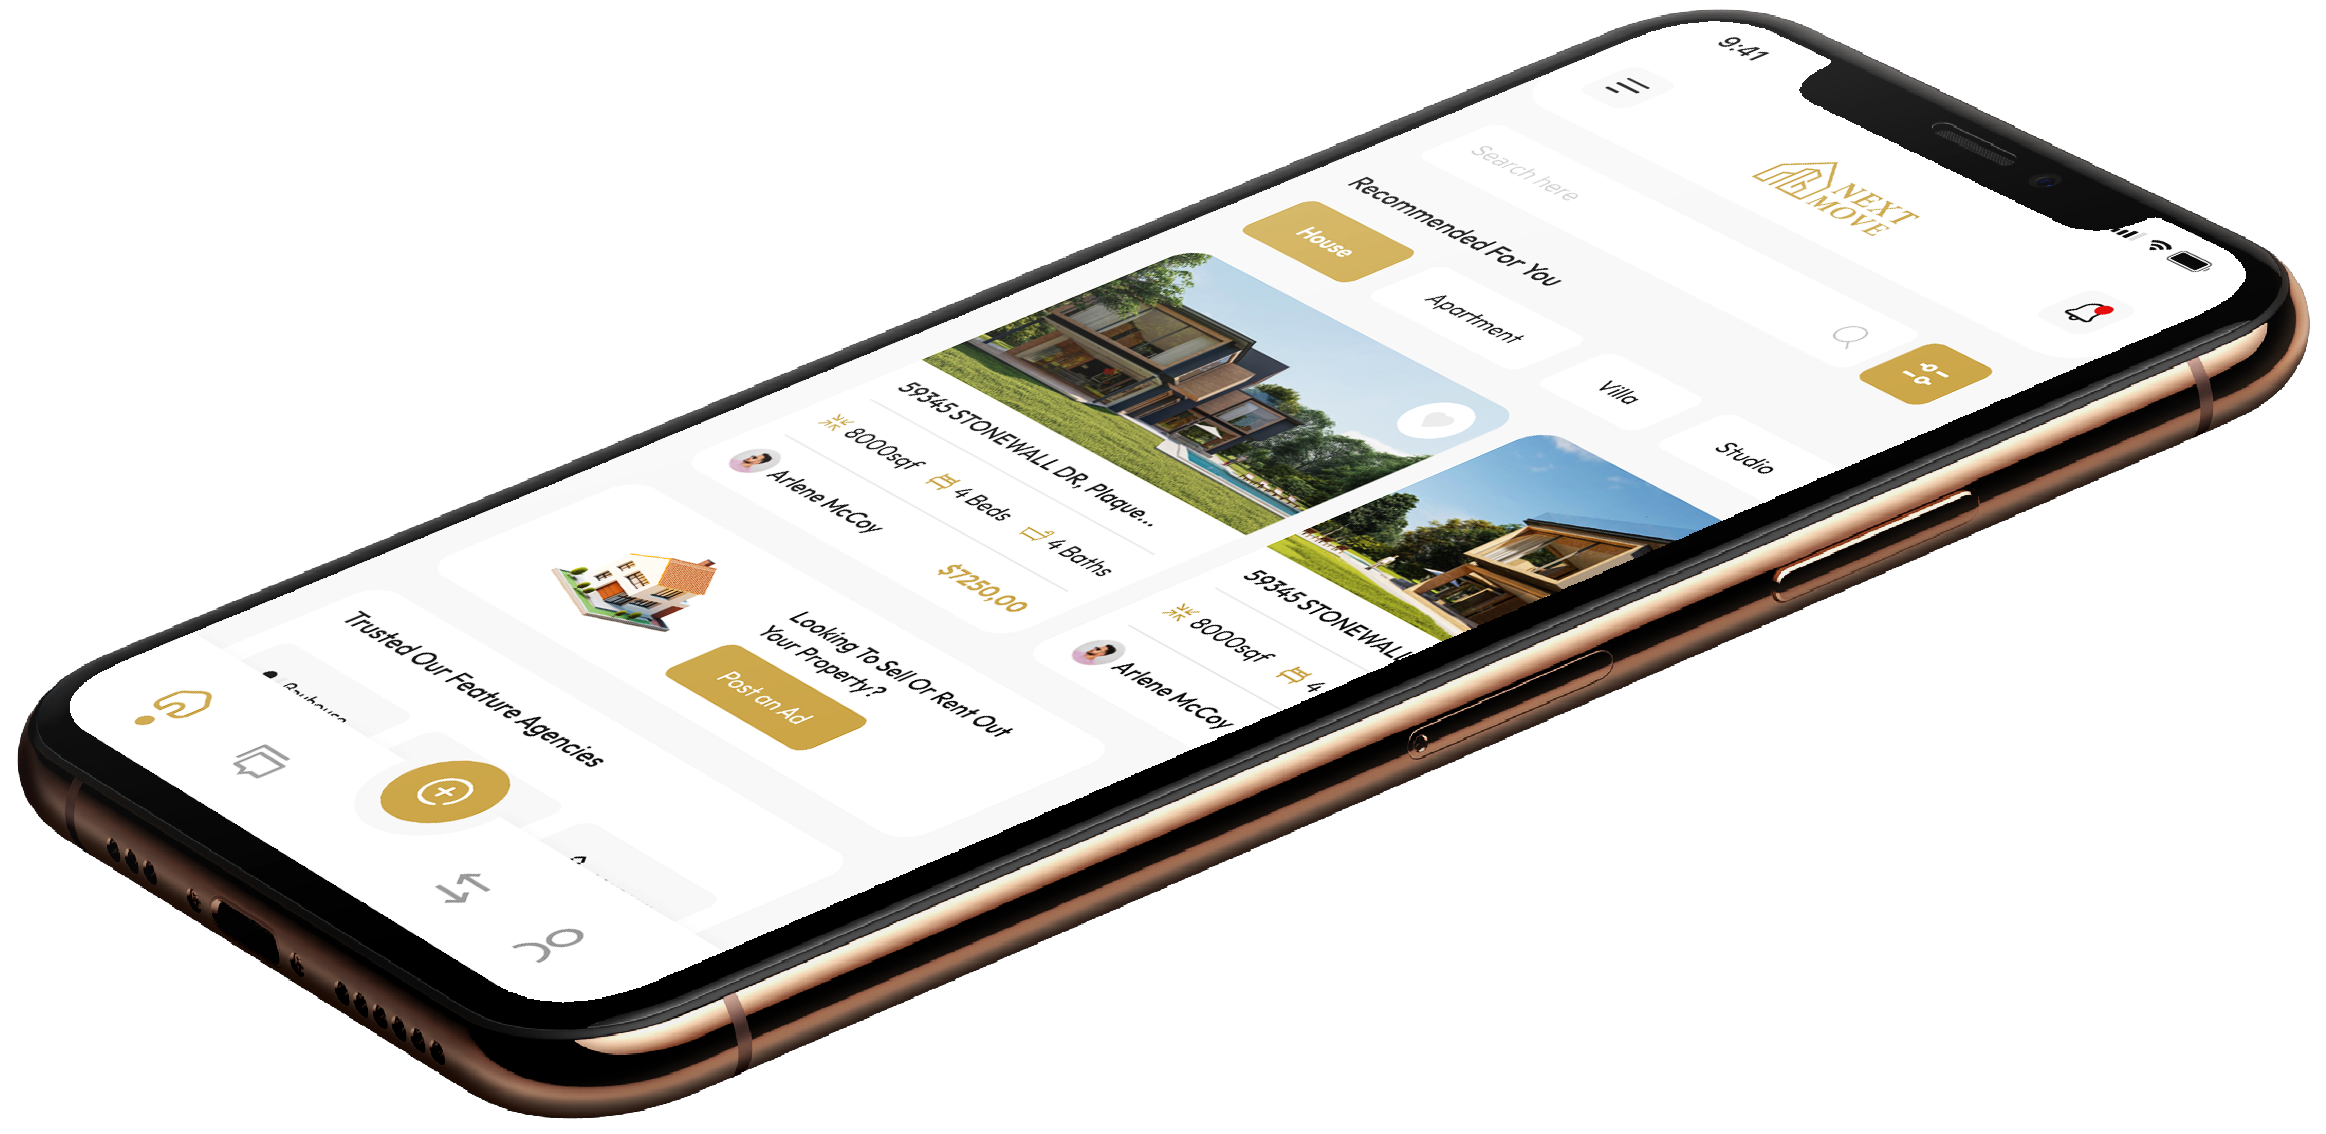 9:41
NEXT
MOVE
Search here
Recommended For You
House
Apartment
Villa
Studio
59345 STONEWALL DR, Plaque...
8000sqf
4 Beds
4 Baths
Arlene McCoy
$7250,00
59345 STONEWALL
8000sqf
4
Arlene McCoy
Looking To Sell Or Rent Out
Your Property?
Post an Ad
Trusted Our Feature Agencies